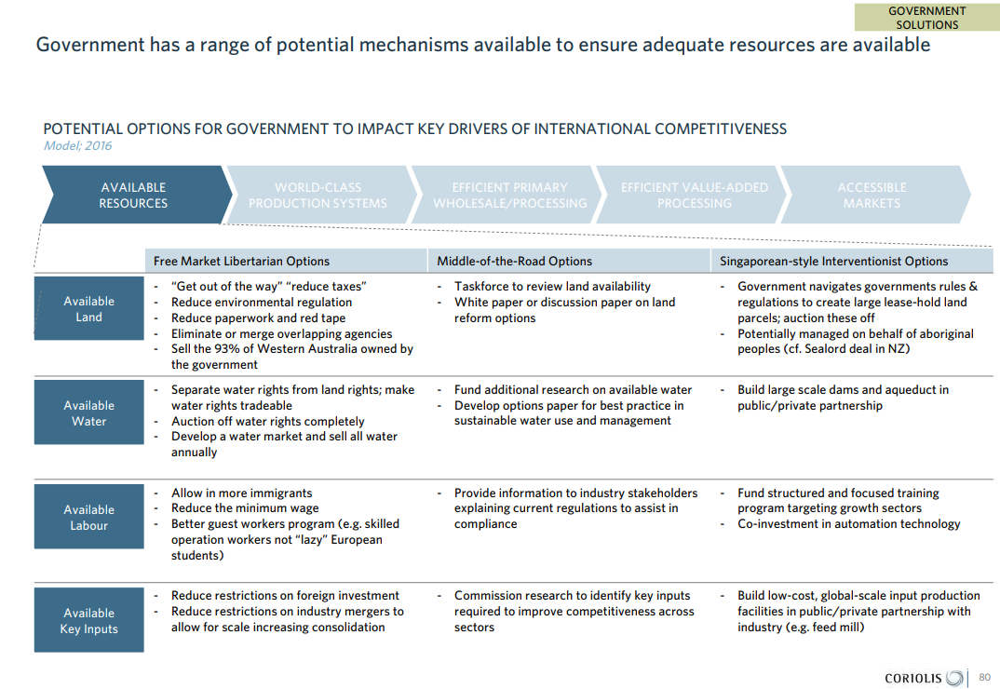 GOVERNMENT
SOLUTIONS
Government has a range of potential mechanisms available to ensure adequate resources are available
POTENTIAL OPTIONS FOR GOVERNMENT TO IMPACT KEY DRIVERS OF INTERNATIONAL COMPETITIVENESS
Model; 2016
AVAILABLE
RESOURCES
WORLD-CLASS
PRODUCTION SYSTEMS
EFFICIENT PRIMARY
WHOLESALE/PROCESSING
EFFICIENT VALUE-ADDED
PROCESSING
ACCESSIBLE
MARKETS
Free Market Libertarian Options
Middle-of-the-Road Options
Singaporean-style Interventionist Options
Available
Land
- “Get out of the way” “reduce taxes”
- Reduce environmental regulation
- Reduce paperwork and red tape
- Eliminate or merge overlapping agencies
- Sell the 93% of Western Australia owned by
the government
- Taskforce to review land availability
- White paper or discussion paper on land
reform options
- Government navigates governments rules &
regulations to create large lease-hold land
parcels; auction these off
- Potentially managed on behalf of aboriginal
peoples (cf. Sealord deal in NZ)
Available
Water
- Separate water rights from land rights; make
water rights tradeable
- Auction off water rights completely
- Develop a water market and sell all water
annually
- Fund additional research on available water
- Develop options paper for best practice in
sustainable water use and management
- Build large scale dams and aqueduct in
public/private partnership
Available
Labour
- Allow in more immigrants
- Reduce the minimum wage
- Better guest workers program (e.g. skilled
operation workers not “lazy” European
students)
- Provide information to industry stakeholders
explaining current regulations to assist in
compliance
- Fund structured and focused training
program targeting growth sectors
- Co-investment in automation technology
Available
Key Inputs
- Reduce restrictions on foreign investment
- Reduce restrictions on industry mergers to
allow for scale increasing consolidation
- Commission research to identify key inputs
required to improve competitiveness across
sectors
- Build low-cost, global-scale input production
facilities in public/private partnership with
industry (e.g. feed mill)
CORIOLIS
80